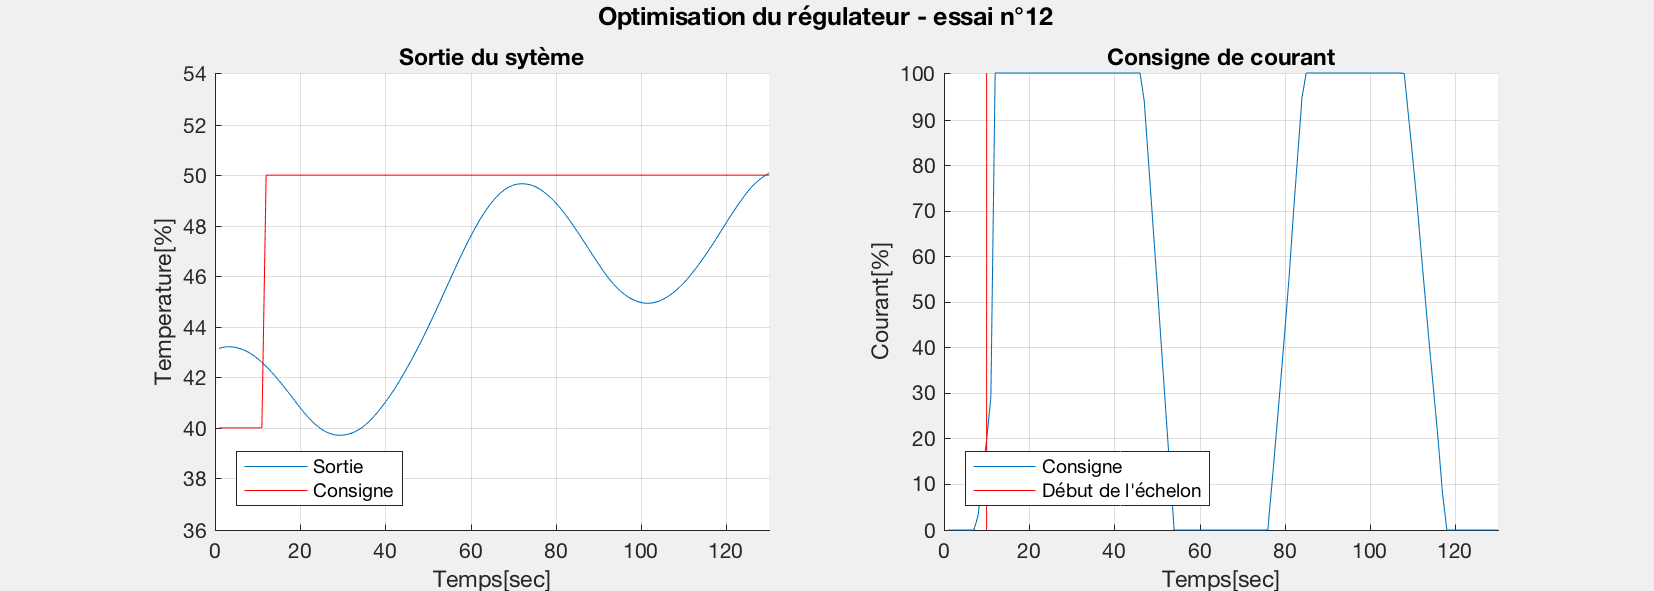 Optimisation du régulateur - essai n°12
Sortie du sytème
54
52
50
48
46
44
42
40
38
36
Temperature[%]
0 20 40 60 80 100 120
Temps[sec]
Sortie
Consigne
Consigne de courant
100
90
80
70
60
50
40
30
20
10
0
Courant[%]
0 20 40 60 80 100 120
Temps[sec]
Consigne
Début de l'échelon